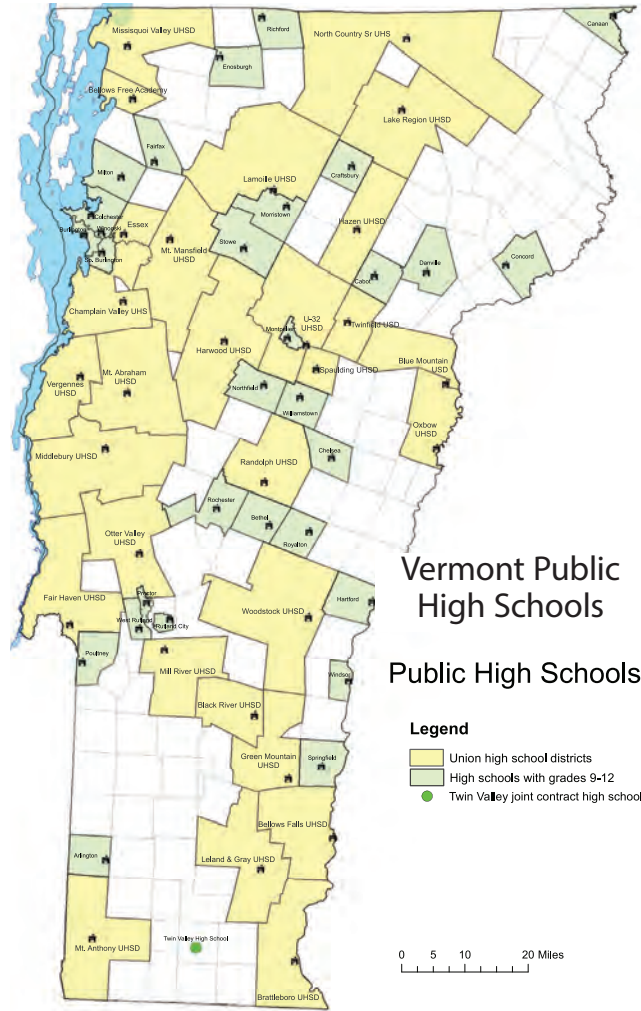 Missisquoi Valley UHSD
Richford
North Country Sr UHS
Canaan
Enosburgh
Bellows Free Academy
Lake Region UHSD
Fairfax
Milton
Lamoille UHSD
Craftsbury
Morristown
Colchester
Essex
Hazen UHSD
Burlington
Winooski
Stowe
Mt. Mansfield
UHSD
So. Burlington
Danville
Concord
Cabot
Champlain Valley UHS
U-32
UHSD
Twinfield USD
Montpelier
Harwood UHSD
Blue Mountain
USD
Mt. Abraham
UHSD
Spaulding UHSD
Vergennes
UHSD
Northfield
Williamstown
Oxbow
UHSD
Middlebury UHSD
Chelsea
Randolph UHSD
Rochester
Bethel
Royalton
Otter Valley
UHSD
Vermont Public
High Schools
Fair Haven UHSD
Proctor
Woodstock UHSD
Hartford
West Rutland
Rutland City
Poultney
Mill River UHSD
Public High Schools
Windsor
Black River UHSD
Legend
Green Mountain
UHSD
Springfield
Union high school districts
High schools with grades 9-12
Twin Valley joint contract high school
Bellows Falls UHSD
Arlington
Leland & Gray UHSD
Twin Valley High School
Mt. Anthony UHSD
0 5 10 20 Miles
Brattleboro UHSD